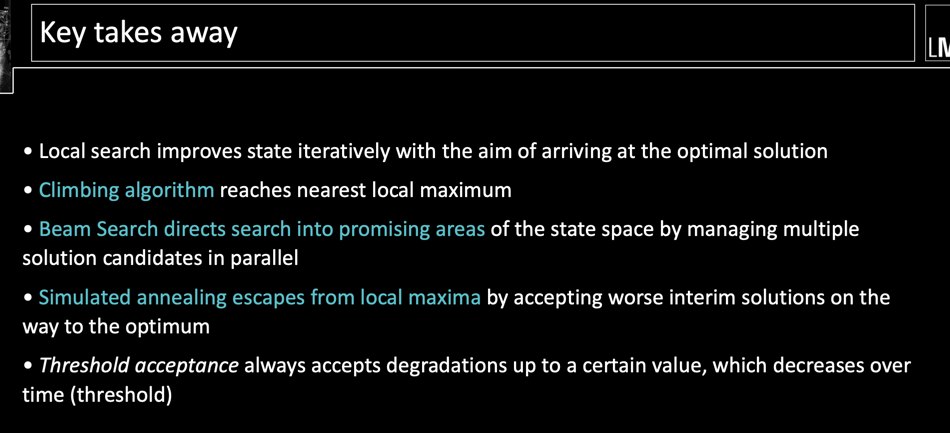 Key takes away
LM
• Local search improves state iteratively with the aim of arriving at the optimal solution
• Climbing algorithm reaches nearest local maximum
• Beam Search directs search into promising areas of the state space by managing multiple
solution candidates in parallel
• Simulated annealing escapes from local maxima by accepting worse interim solutions on the
way to the optimum
• Threshold acceptance always accepts degradations up to a certain value, which decreases over
time (threshold)